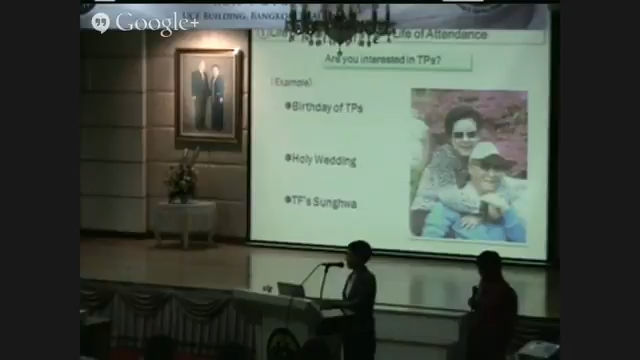 Google+
UCE BUILDING, BANGKOK
Life of Attendance
Are you interested in TPs?
(Example)
●Birthday of TPs
●Holy Wedding
●TF's Sunghwa